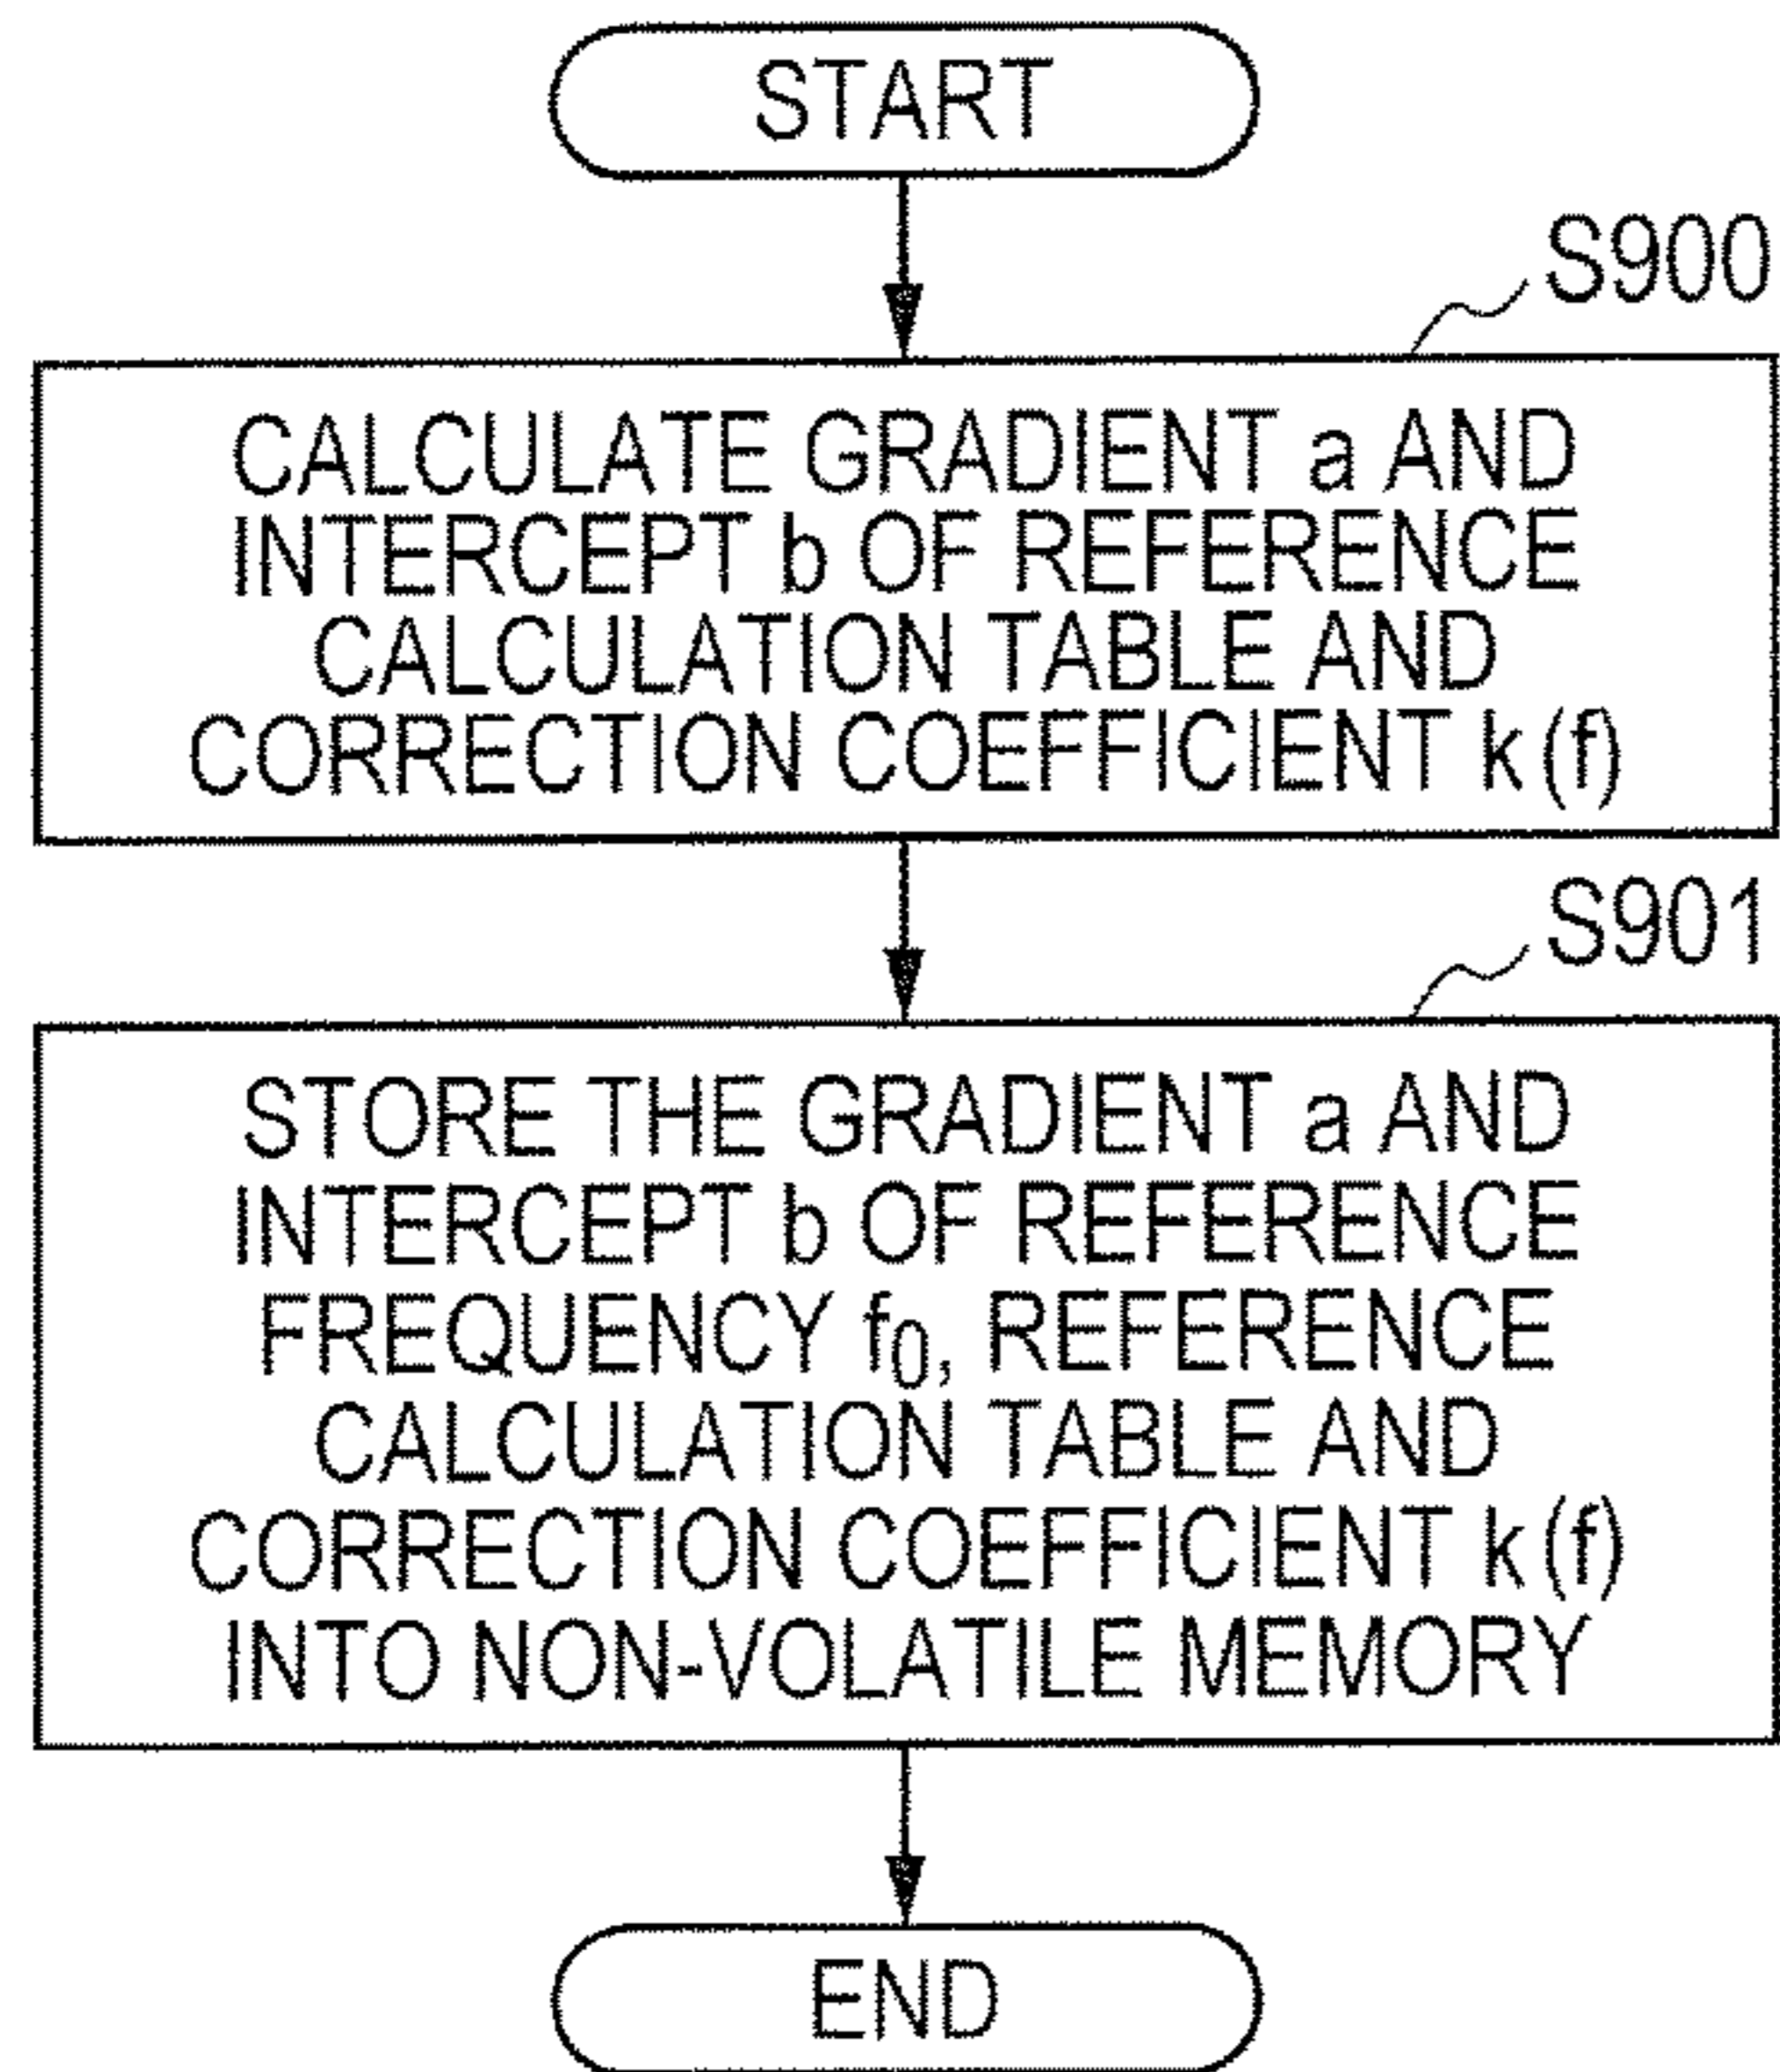 START
S900
CALCULATE GRADIENT a AND
INTERCEPT b OF REFERENCE
CALCULATION TABLE AND
CORRECTION COEFFICIENT k (f)
S901
STORE THE GRADIENT a AND
INTERCEPT b OF REFERENCE
FREQUENCY f₀, REFERENCE
CALCULATION TABLE AND
CORRECTION COEFFICIENT k (f)
INTO NON-VOLATILE MEMORY
END